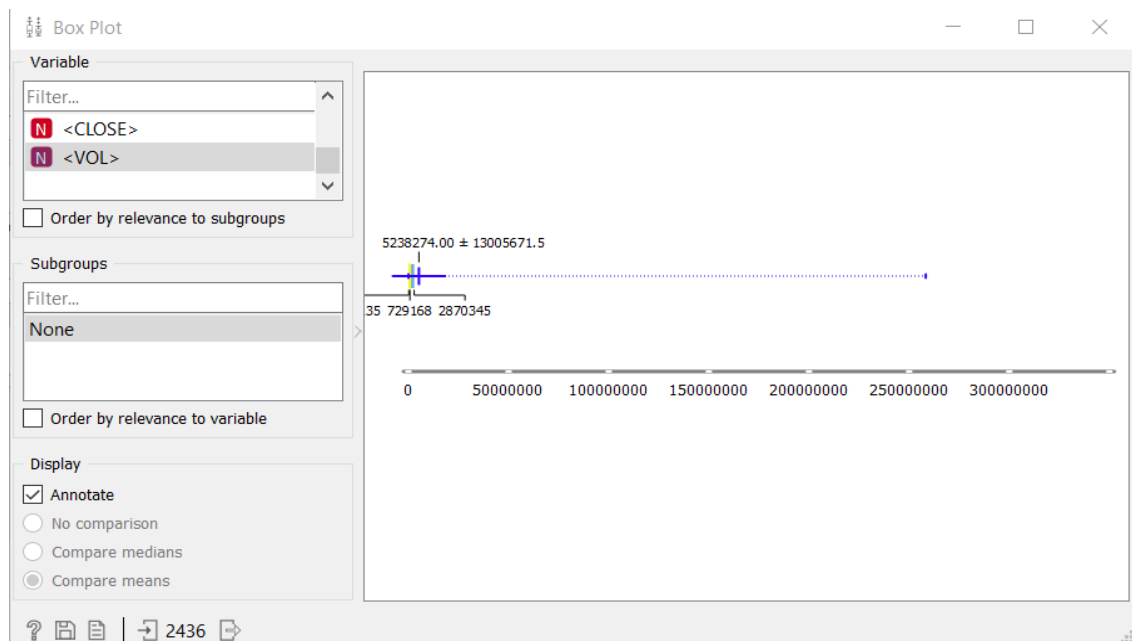 Box Plot
Variable
Filter...
N <CLOSE>
N <VOL>
Order by relevance to subgroups
Subgroups
Filter...
None
Order by relevance to variable
Display
Annotate
No comparison
Compare medians
Compare means
? 2436
5238274.00 ± 13005671.5
35 729168 2870345
0 50000000 100000000 150000000 200000000 250000000 300000000